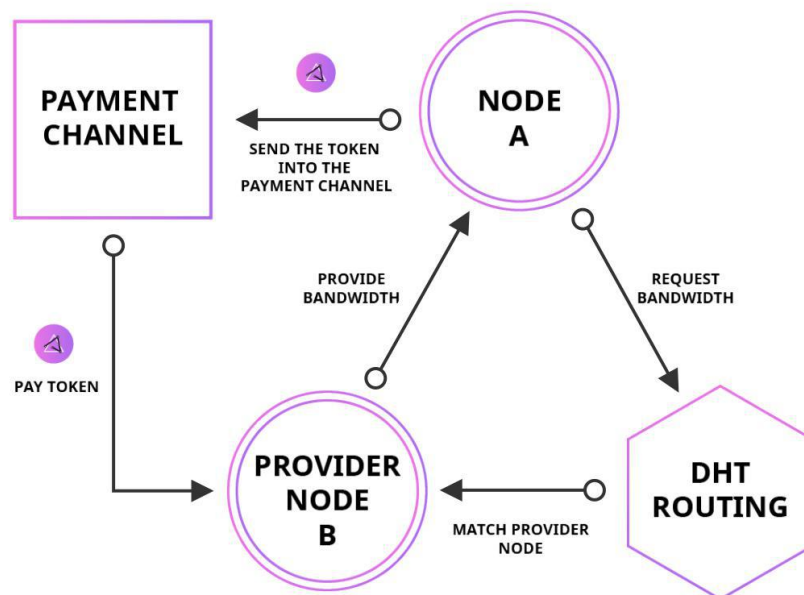 PAYMENT
CHANNEL
SEND THE TOKEN
INTO THE
PAYMENT CHANNEL
NODE
A
PROVIDE
BANDWIDTH
REQUEST
BANDWIDTH
PAY TOKEN
PROVIDER
NODE
B
MATCH PROVIDER
NODE
DHT
ROUTING